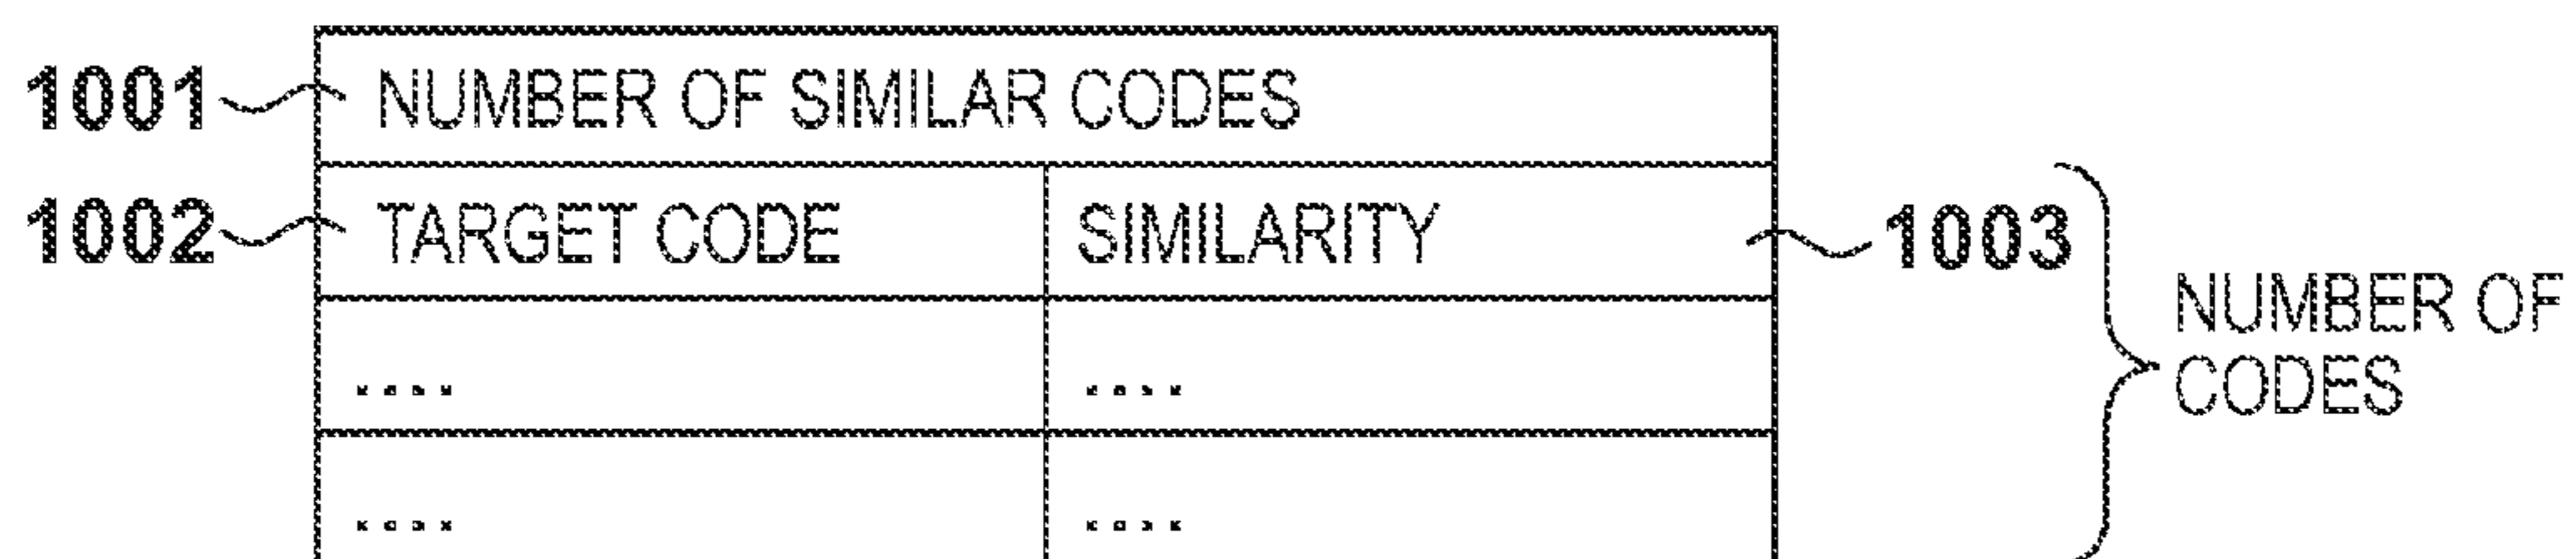 1001 NUMBER OF SIMILAR CODES
1002 TARGET CODE SIMILARITY 1003
NUMBER OF
CODES
.... ....
.... ....